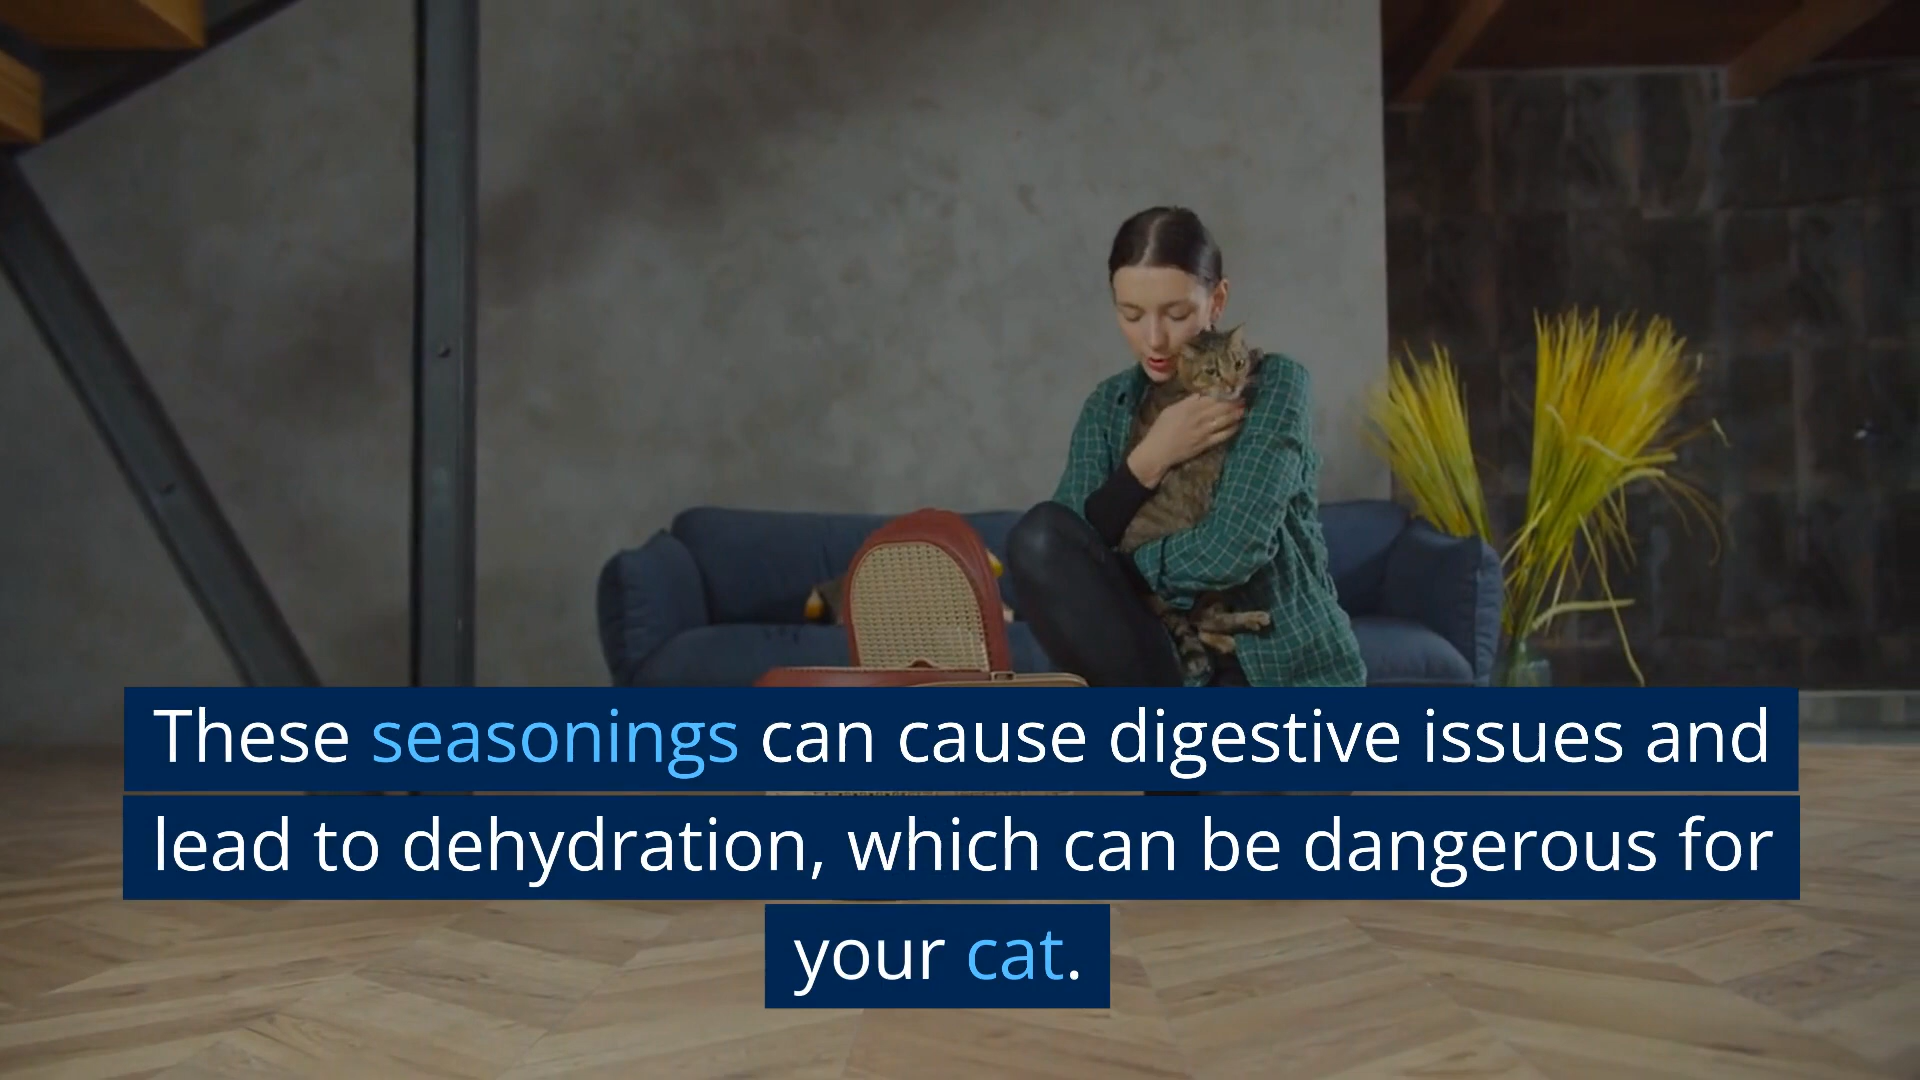 These seasonings can cause digestive issues and
lead to dehydration, which can be dangerous for
your cat.